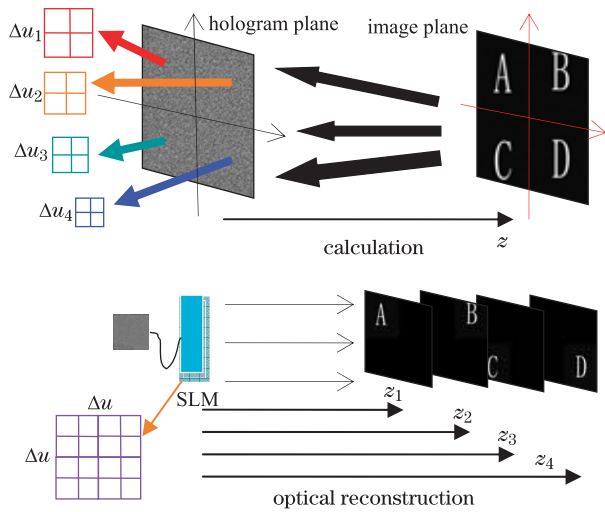 Δu₁
hologram plane
image plane
Δu₂
Δu₃
Δu₄
A B
C D
z
calculation
SLM
A
B
C
D
Δu
Δu
z₁
z₂
z₃
z₄
optical reconstruction